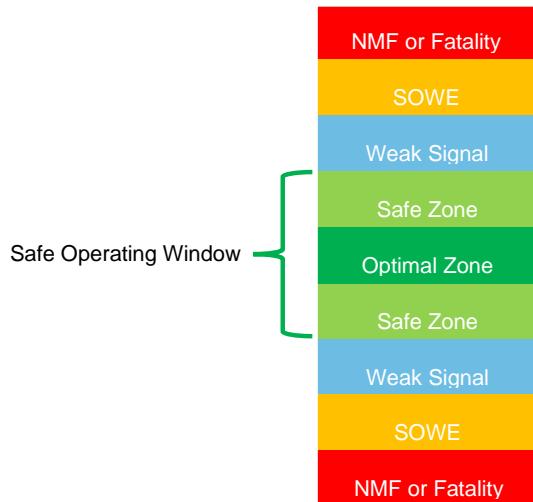 NMF or Fatality
SOWE
Weak Signal
Safe Zone
Safe Operating Window
Optimal Zone
Safe Zone
Weak Signal
SOWE
NMF or Fatality